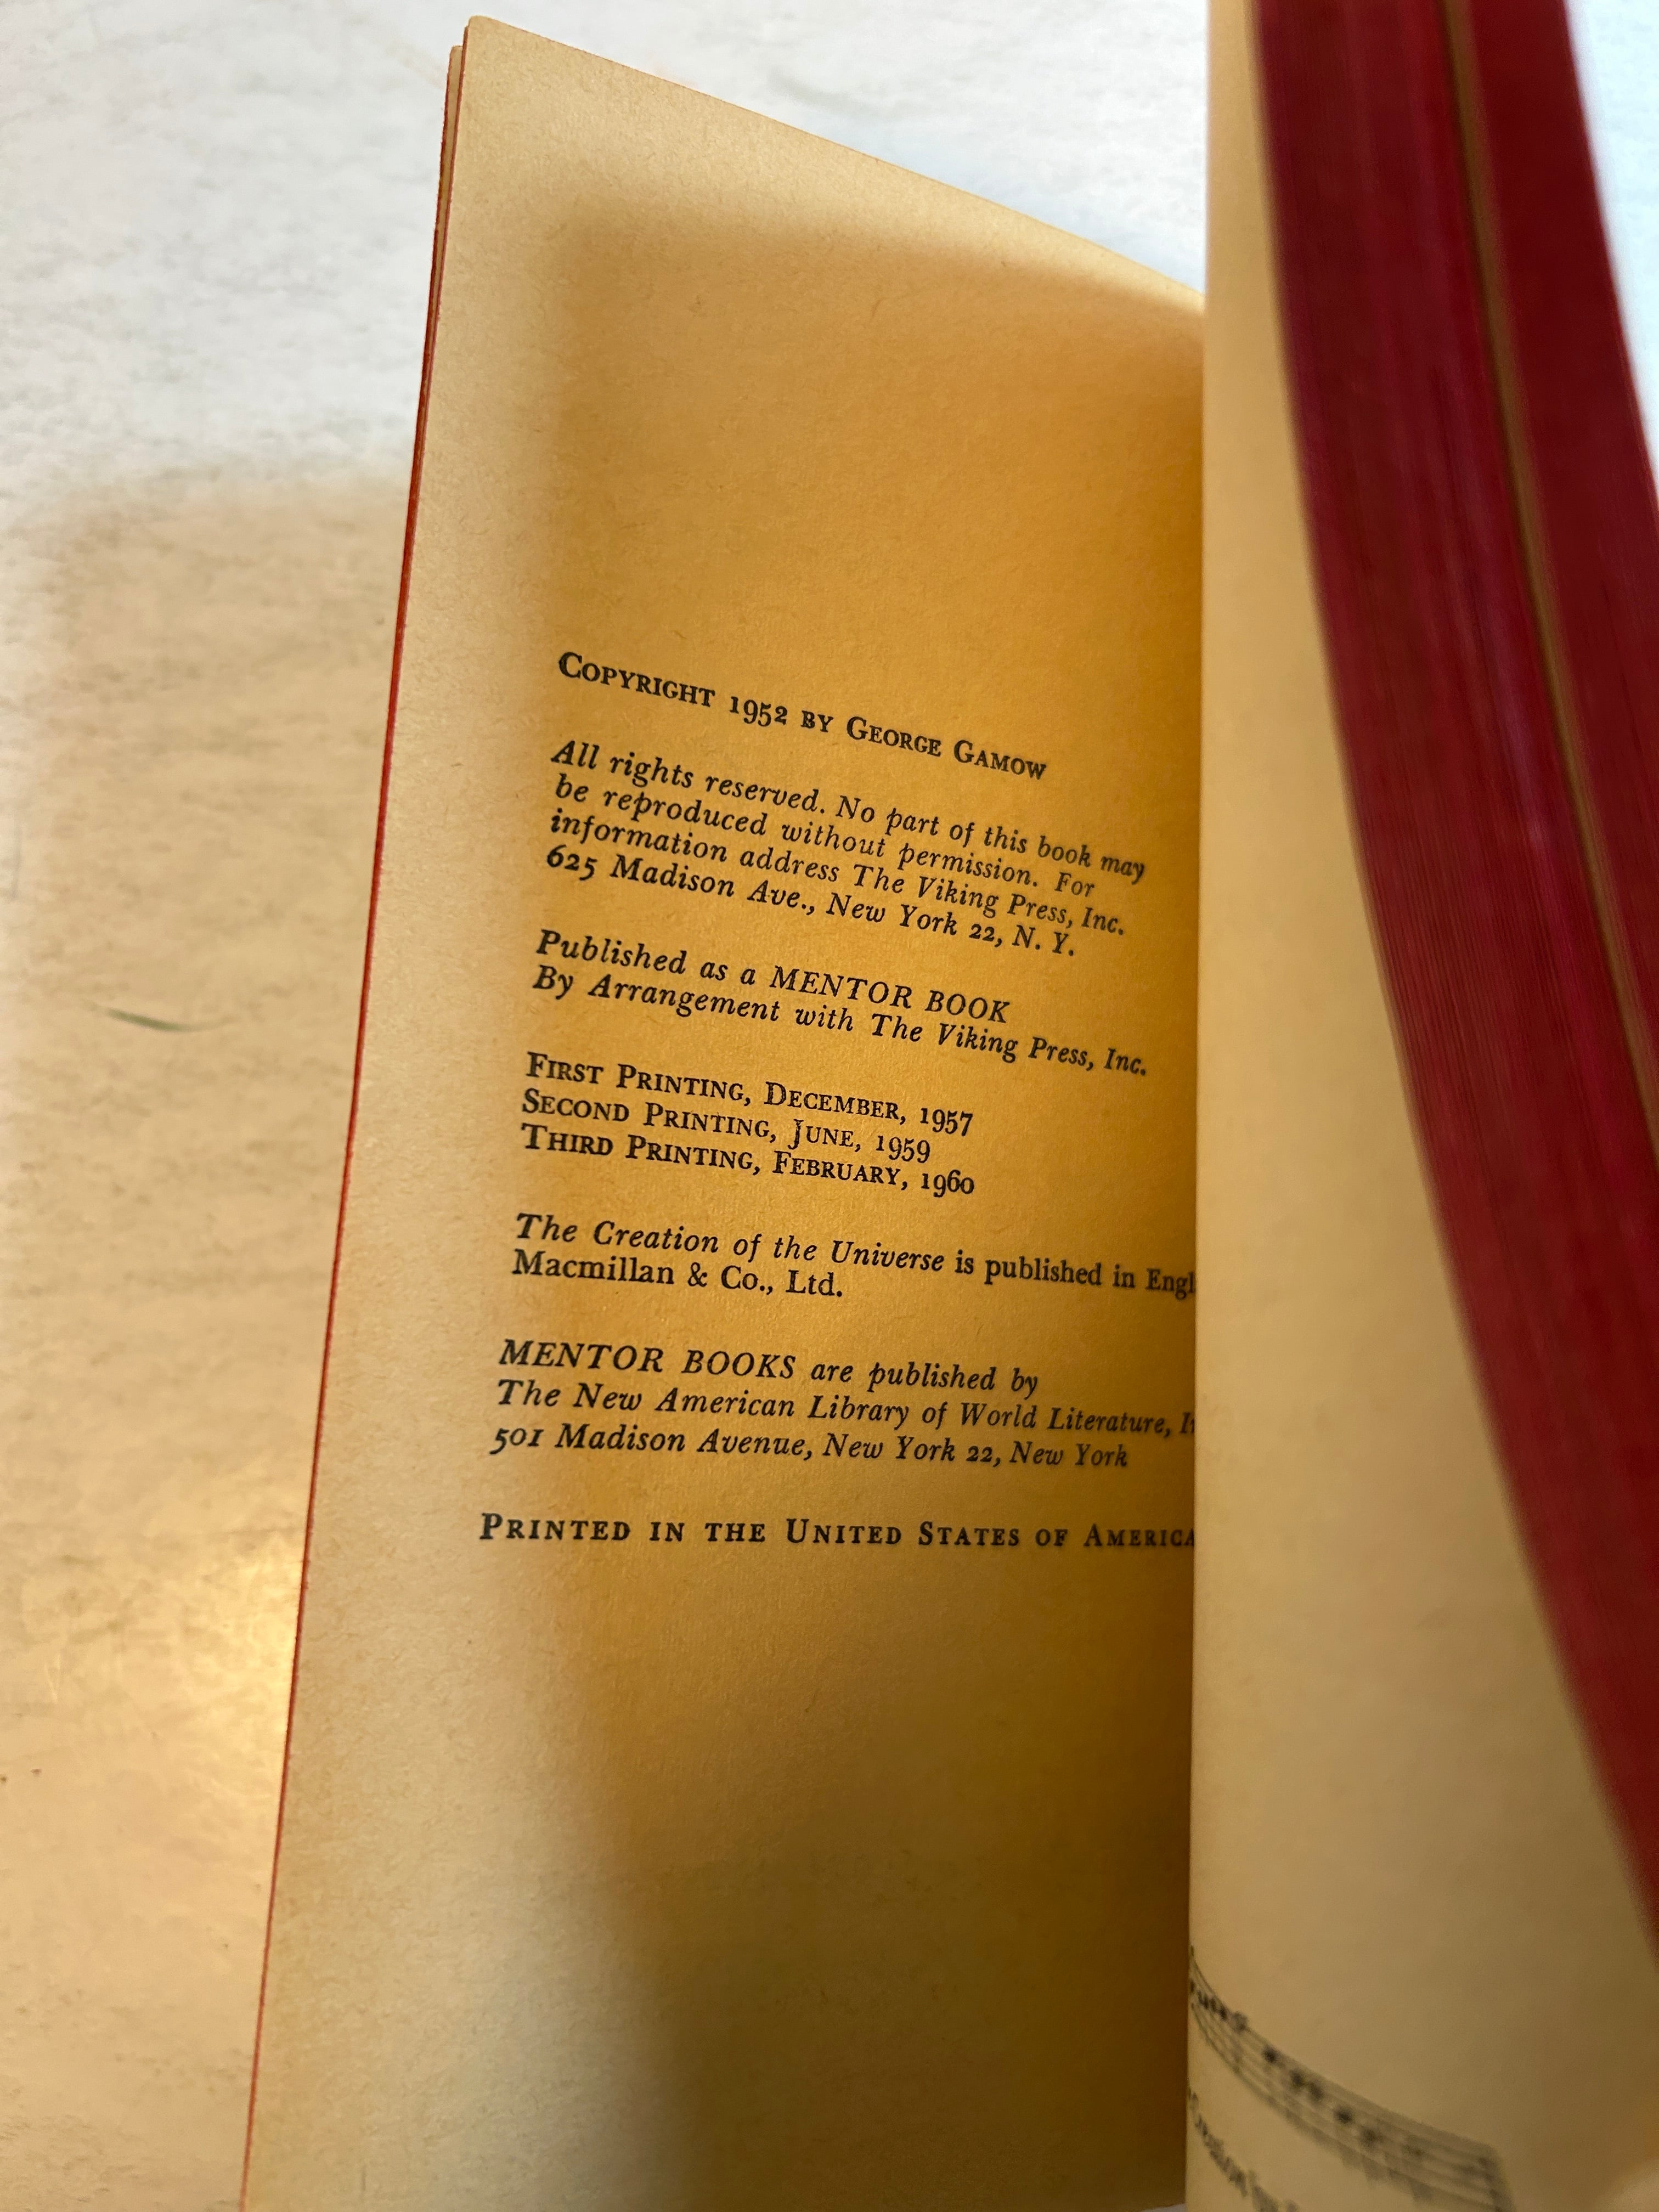 COPYRIGHT 1952 BY GEORGE GAMOW
All rights reserved. No part of this book may
be reproduced without permission. For
information address The Viking Press, Inc.
625 Madison Ave., New York 22, N. Y.
Published as a MENTOR BOOK
By Arrangement with The Viking Press, Inc.
FIRST PRINTING, DECEMBER, 1957
SECOND PRINTING, JUNE, 1959
THIRD PRINTING, FEBRUARY, 1960
The Creation of the Universe is published in Engl
Macmillan & Co., Ltd.
MENTOR BOOKS are published by
The New American Library of World Literature, I
501 Madison Avenue, New York 22, New York
PRINTED IN THE UNITED STATES OF AMERICA